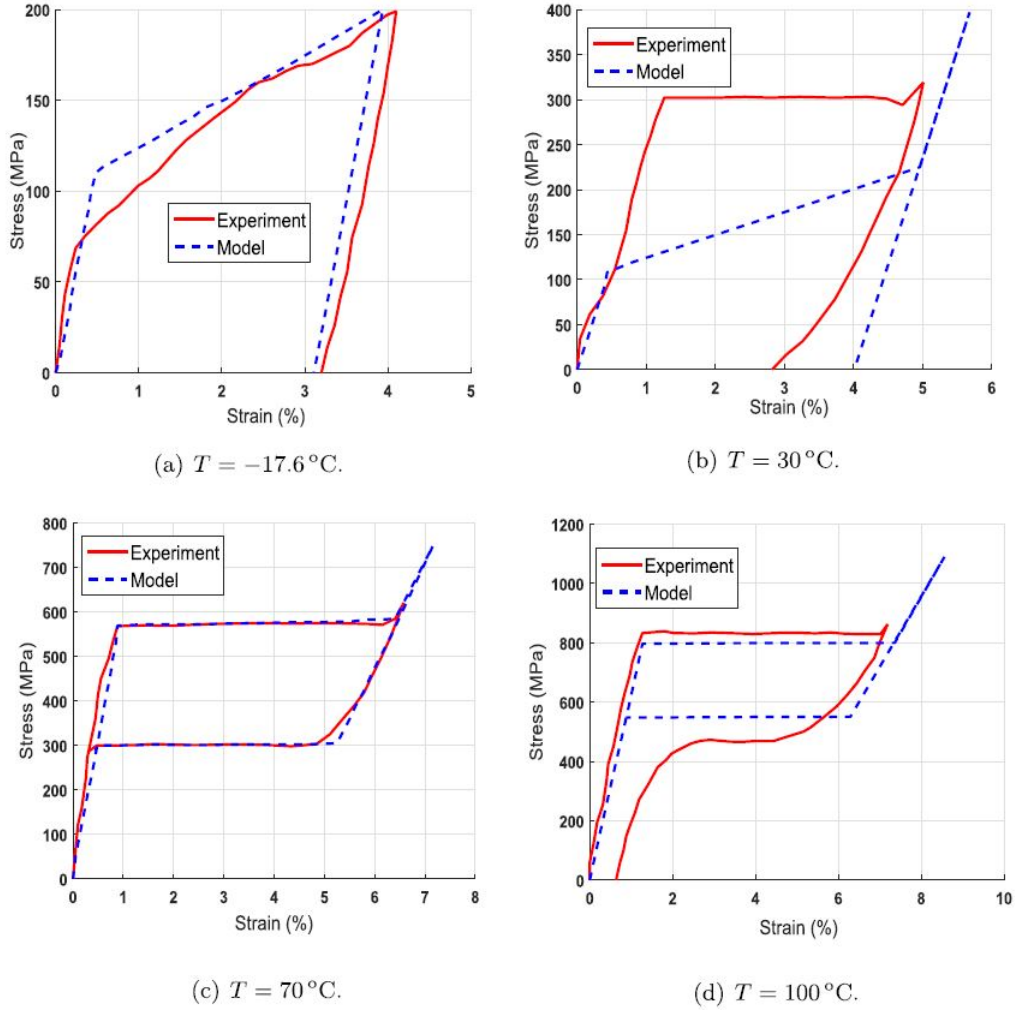 200
150
100
50
0
Stress (MPa)
Experiment
Model
0 1 2 3 4 5
Strain (%)
(a) T = −17.6 °C.
400
350
300
250
200
150
100
50
0
Stress (MPa)
Experiment
Model
0 1 2 3 4 5 6
Strain (%)
(b) T = 30 °C.
800
700
600
500
400
300
200
100
0
Stress (MPa)
Experiment
Model
0 1 2 3 4 5 6 7 8
Strain (%)
(c) T = 70 °C.
1200
1000
800
600
400
200
0
Stress (MPa)
Experiment
Model
0 2 4 6 8 10
Strain (%)
(d) T = 100 °C.